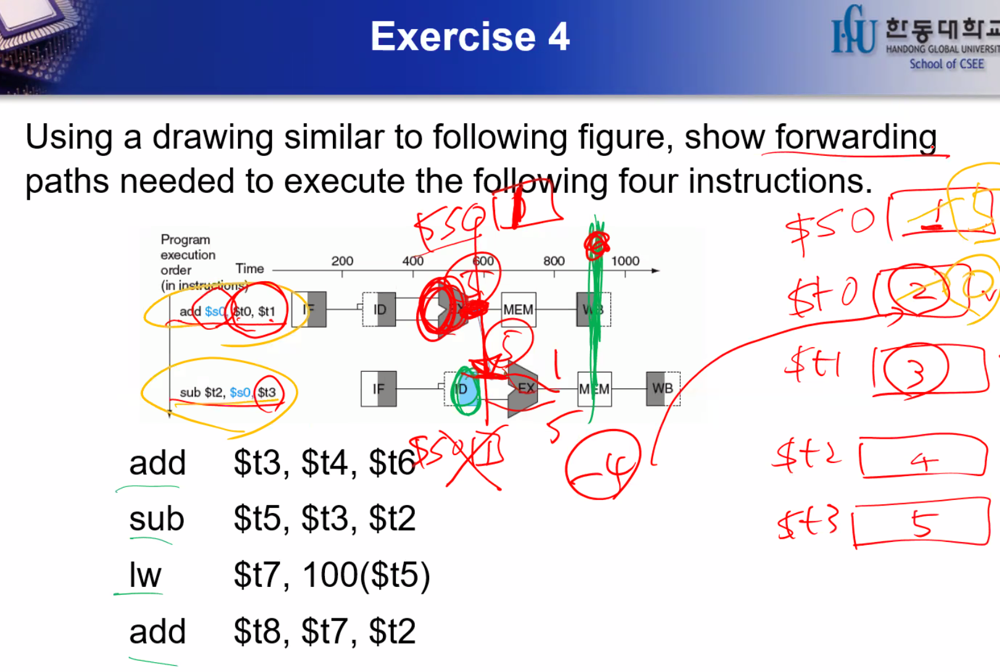 Exercise 4
한동대학교
HANDONG GLOBAL UNIVERSIT
School of CSEE
Using a drawing similar to following figure, show forwarding
paths needed to execute the following four instructions.
$s0 1
$s0 1 5
Program
execution
order
(in instructions)
Time
200 400 600 800 1000
5
$t0 2
add $s0, $t0, $t1
IF ID EX MEM WB
5
$t1 3
1
sub $t2, $s0, $t3
IF ID EX MEM WB
5
$s0 1
-4
$t2 4
$t3 5
add $t3, $t4, $t6
sub $t5, $t3, $t2
lw $t7, 100($t5)
add $t8, $t7, $t2